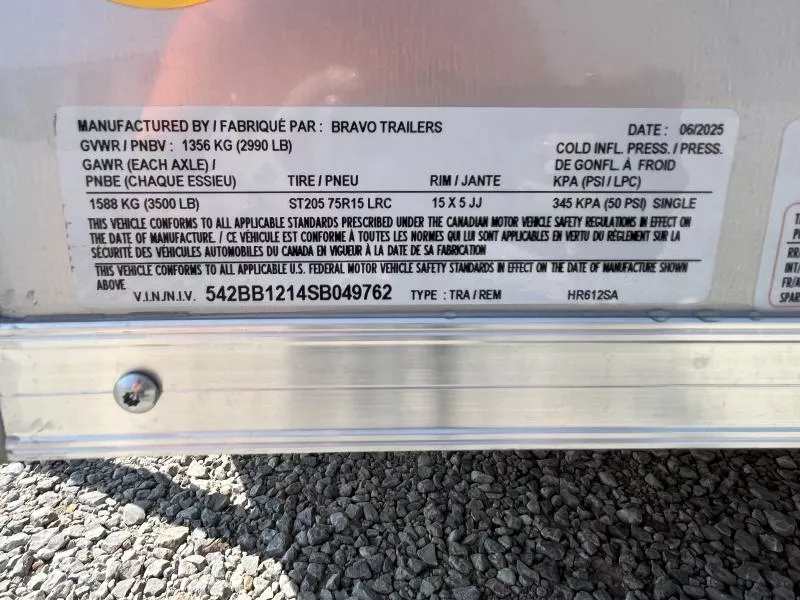 MANUFACTURED BY / FABRIQUÉ PAR : BRAVO TRAILERS DATE : 06/2025
GVWR / PNBV : 1356 KG (2990 LB) COLD INFL. PRESS. / PRESS.
GAWR (EACH AXLE) / DE GONFL. À FROID
PNBE (CHAQUE ESSIEU) TIRE / PNEU RIM / JANTE KPA (PSI / LPC)
1588 KG (3500 LB) ST205 75R15 LRC 15 X 5 JJ 345 KPA (50 PSI) SINGLE
THIS VEHICLE CONFORMS TO ALL APPLICABLE STANDARDS PRESCRIBED UNDER THE CANADIAN MOTOR VEHICLE SAFETY REGULATIONS IN EFFECT ON
THE DATE OF MANUFACTURE. / CE VÉHICULE EST CONFORME À TOUTES LES NORMES QUI LUI SONT APPLICABLES EN VERTU DU RÉGLEMENT SUR LA
SÉCURITÉ DES VÉHICULES AUTOMOBILES DU CANADA EN VIGUEUR À LA DATE DE SA FABRICATION
THIS VEHICLE CONFORMS TO ALL APPLICABLE U.S. FEDERAL MOTOR VEHICLE SAFETY STANDARDS IN EFFECT ON THE DATE OF MANUFACTURE SHOWN
ABOVE
V.I.N./N.I.V. 542BB1214SB049762 TYPE : TRA / REM HR612SA
RR/
INT/
FR/A
SPAR